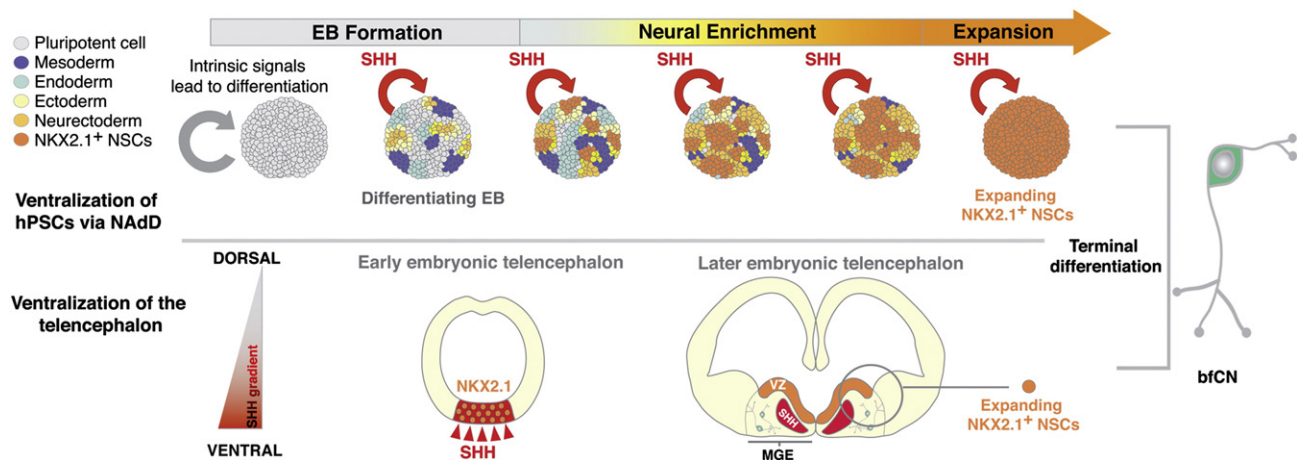 EB Formation
Neural Enrichment
Expansion
Pluripotent cell
Mesoderm
Endoderm
Ectoderm
Neurectoderm
NKX2.1+ NSCs
Intrinsic signals
lead to differentiation
SHH
SHH
SHH
SHH
SHH
Differentiating EB
Expanding
NKX2.1+ NSCs
Ventralization of
hPSCs via NAdD
Terminal
differentiation
bfCN
Ventralization of the
telencephalon
DORSAL
SHH gradient
VENTRAL
Early embryonic telencephalon
NKX2.1
SHH
Later embryonic telencephalon
VZ
SHH
MGE
Expanding
NKX2.1+ NSCs